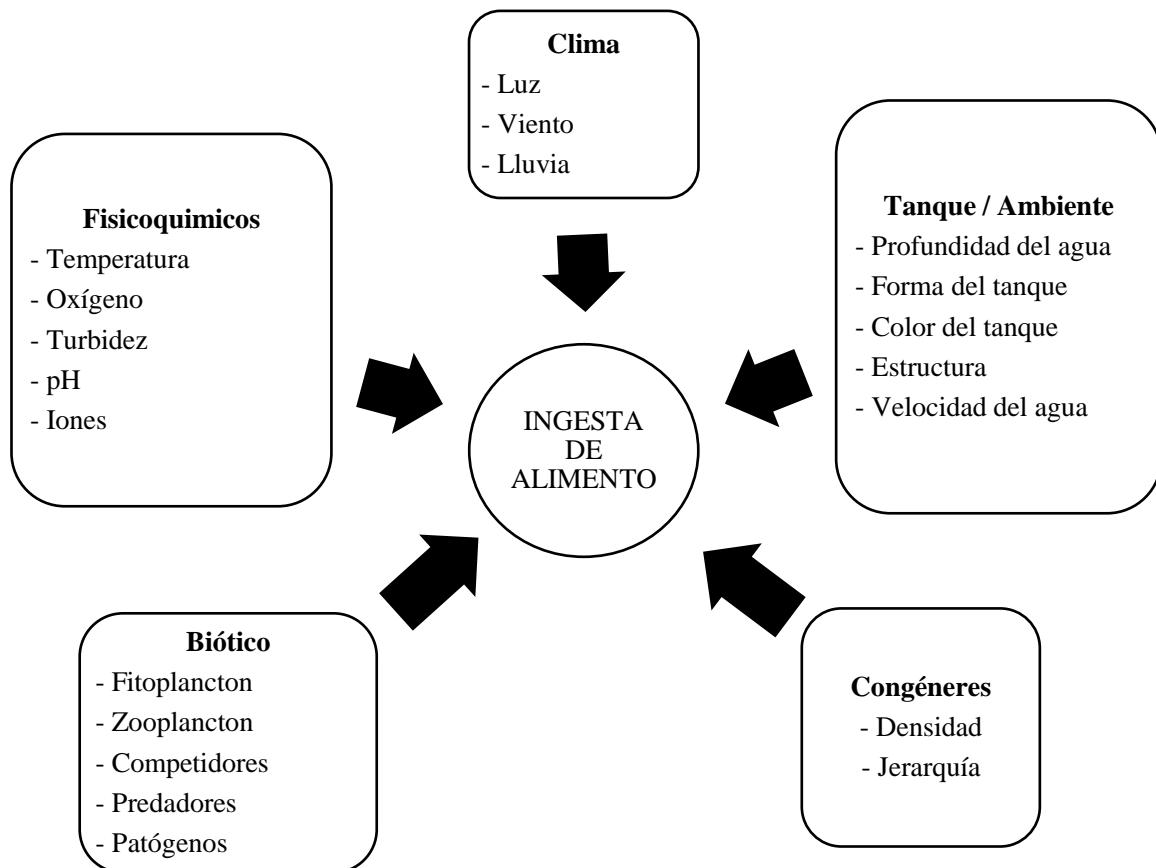 Clima
- Luz
- Viento
- Lluvia
Fisicoquimicos
- Temperatura
- Oxígeno
- Turbidez
- pH
- Iones
Tanque / Ambiente
- Profundidad del agua
- Forma del tanque
- Color del tanque
- Estructura
- Velocidad del agua
INGESTA
DE
ALIMENTO
Biótico
- Fitoplancton
- Zooplancton
- Competidores
- Predadores
- Patógenos
Congéneres
- Densidad
- Jerarquía